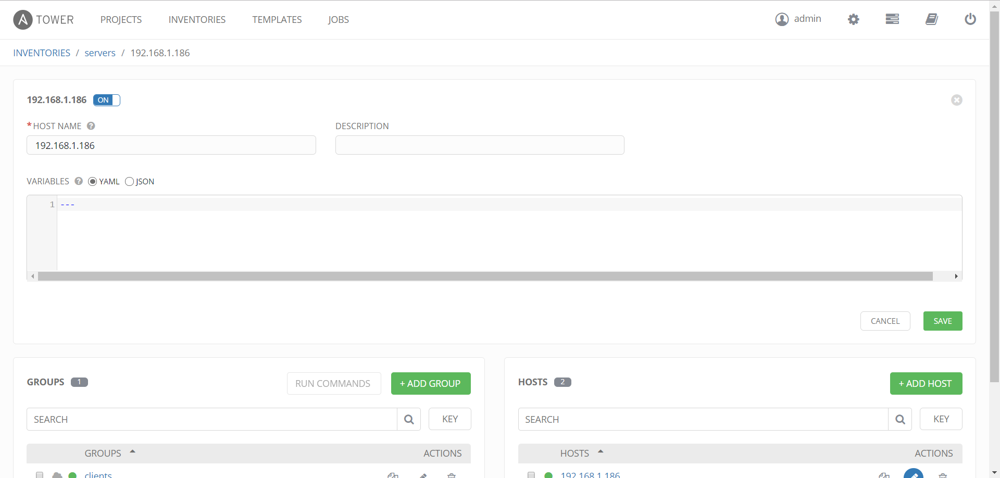 TOWER PROJECTS INVENTORIES TEMPLATES JOBS admin
INVENTORIES / servers / 192.168.1.186
192.168.1.186 ON
* HOST NAME ? DESCRIPTION
192.168.1.186
VARIABLES ? YAML JSON
1 ---
CANCEL SAVE
GROUPS 1 RUN COMMANDS + ADD GROUP HOSTS 2 + ADD HOST
SEARCH KEY SEARCH KEY
GROUPS ACTIONS HOSTS ACTIONS
clients 192.168.1.186